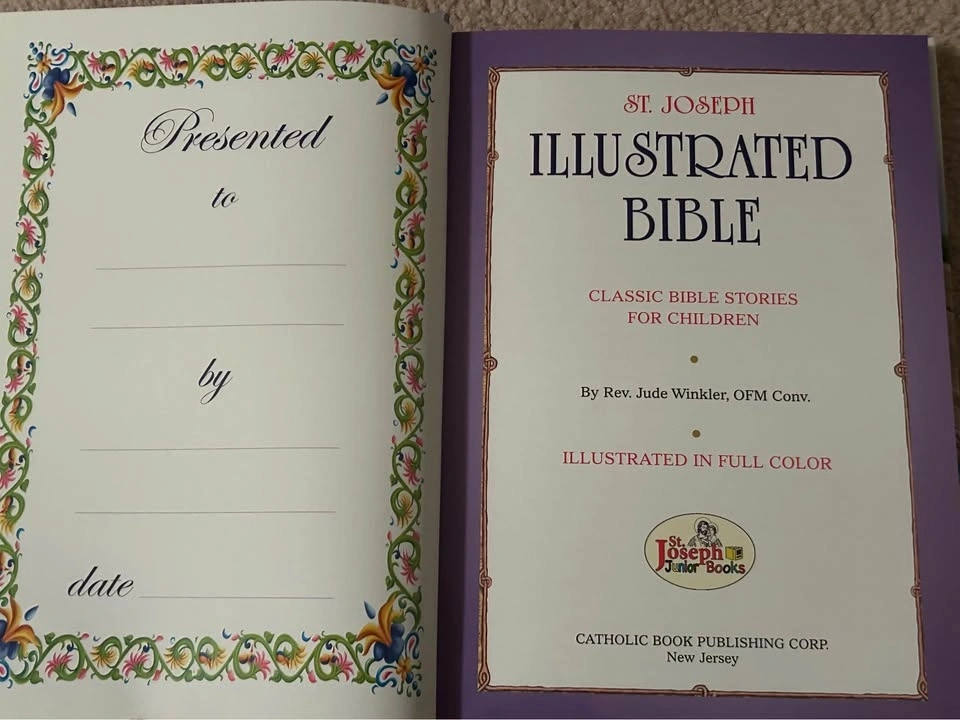 Presented
to
by
date
ST. JOSEPH
ILLUSTRATED
BIBLE
CLASSIC BIBLE STORIES
FOR CHILDREN
By Rev. Jude Winkler, OFM Conv.
ILLUSTRATED IN FULL COLOR
St.
Joseph
Junior Books
CATHOLIC BOOK PUBLISHING CORP.
New Jersey